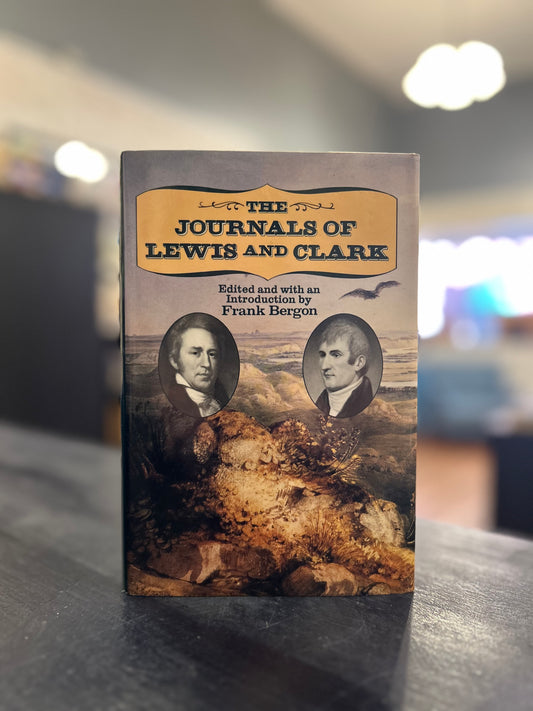 THE
JOURNALS OF
LEWIS AND CLARK
Edited and with an
Introduction by
Frank Bergon